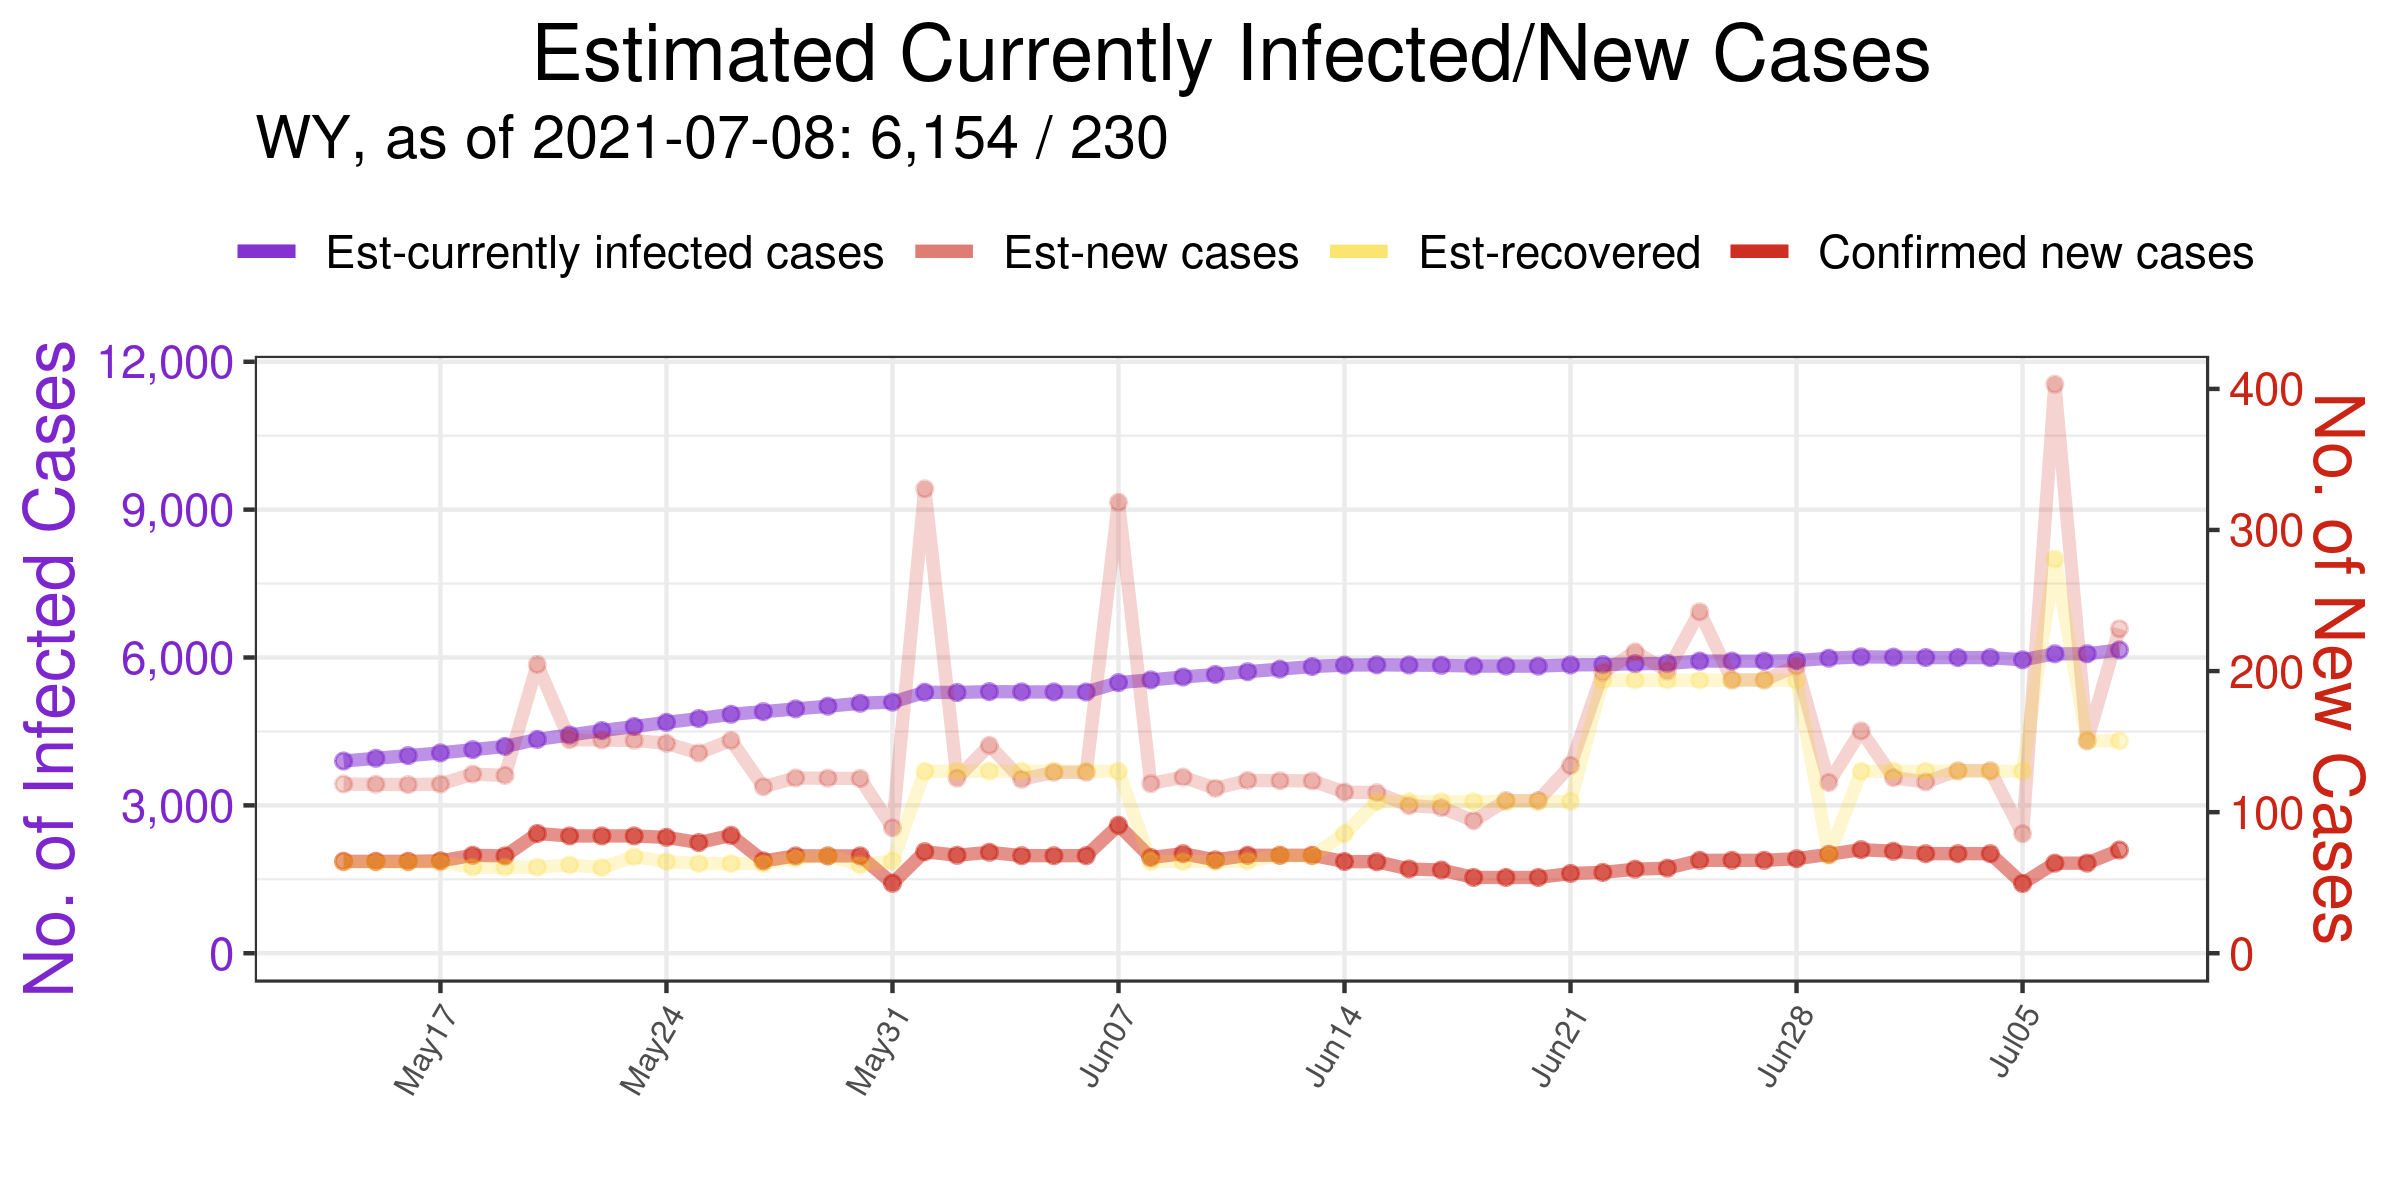 Estimated Currently Infected/New Cases
WY, as of 2021-07-08: 6,154 / 230
Est-currently infected cases Est-new cases Est-recovered Confirmed new cases
No. of Infected Cases
12,000
9,000
6,000
3,000
0
400
300
200
100
0
No. of New Cases
May17 May24 May31 Jun07 Jun14 Jun21 Jun28 Jul05